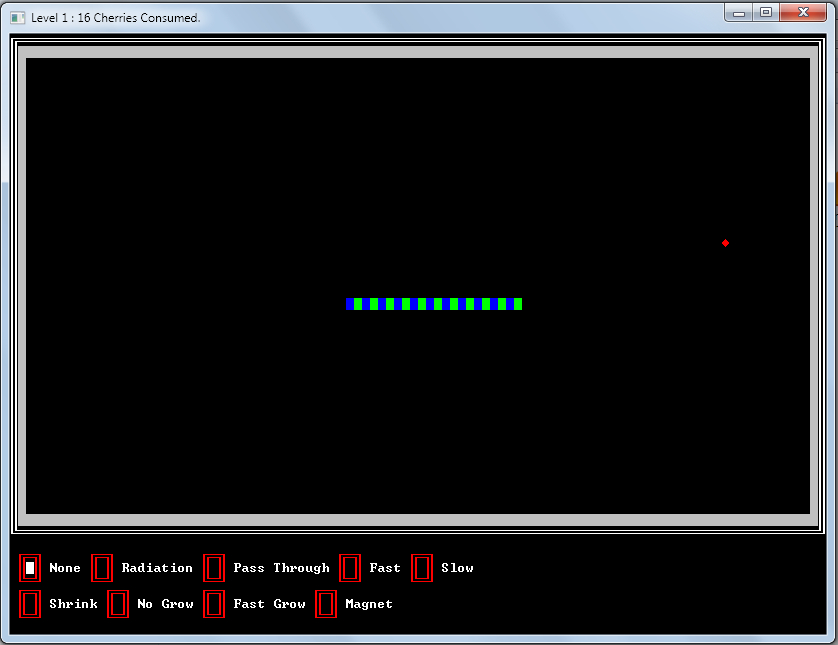 Level 1 : 16 Cherries Consumed.
None Radiation Pass Through Fast Slow
Shrink No Grow Fast Grow Magnet